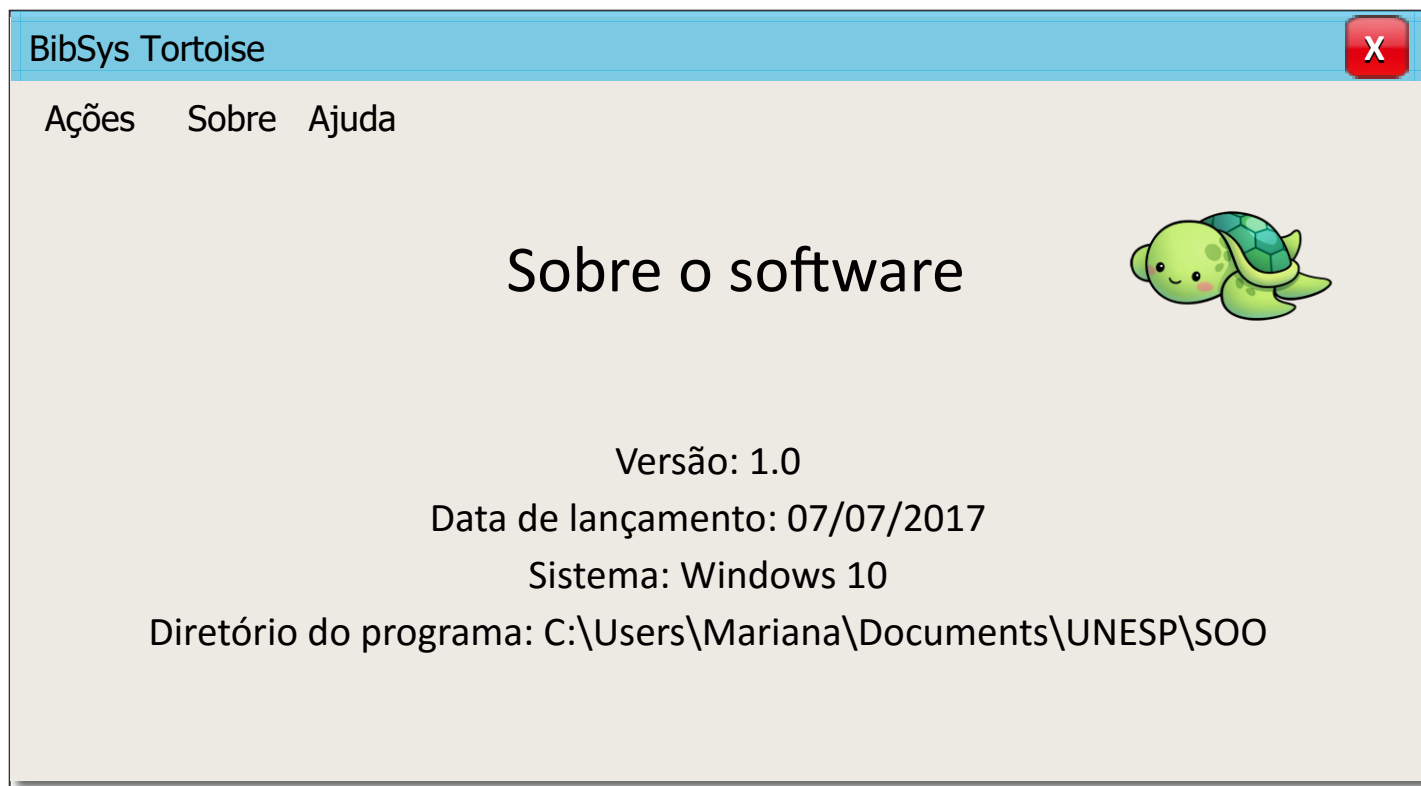 BibSys Tortoise
X
Ações Sobre Ajuda
Sobre o software
Versão: 1.0
Data de lançamento: 07/07/2017
Sistema: Windows 10
Diretório do programa: C:\Users\Mariana\Documents\UNESP\SOO